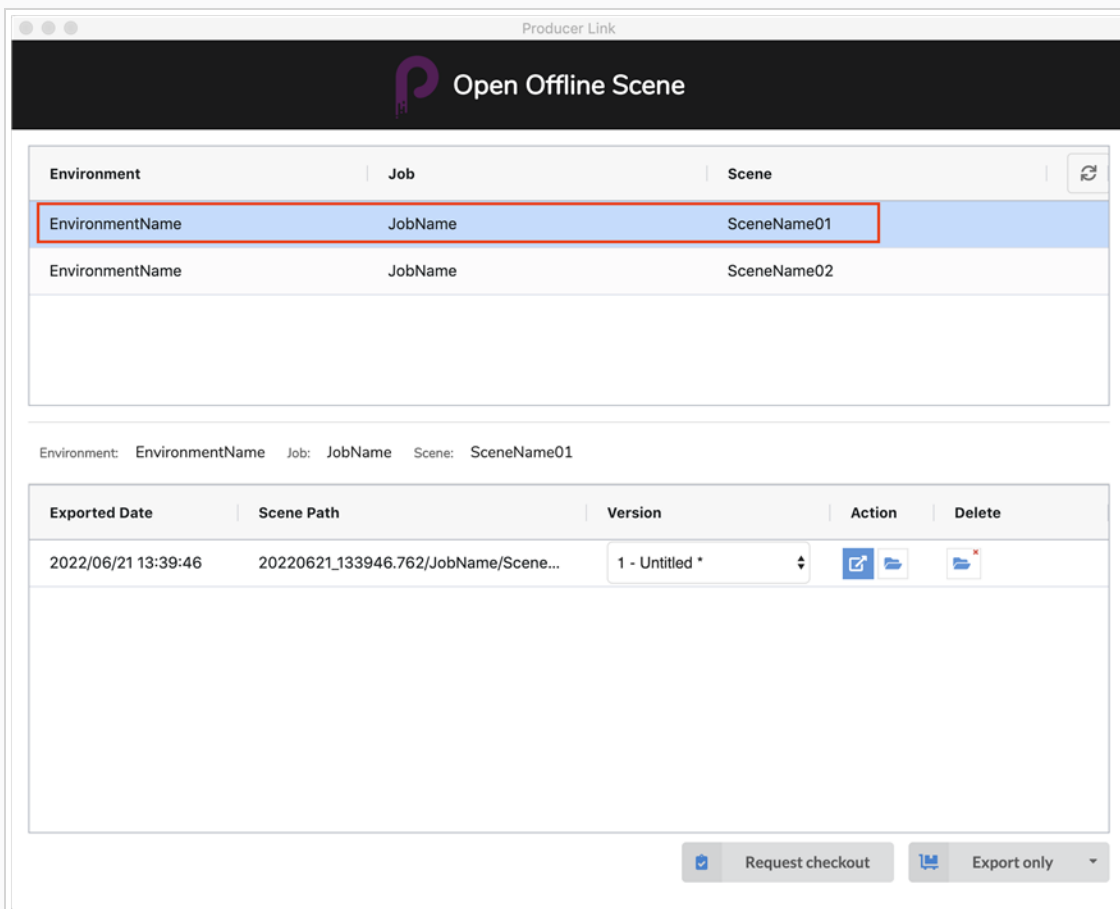 Producer Link
Open Offline Scene
Environment Job Scene
EnvironmentName JobName SceneName01
EnvironmentName JobName SceneName02
Environment: EnvironmentName Job: JobName Scene: SceneName01
Exported Date Scene Path Version Action Delete
2022/06/21 13:39:46 20220621_133946.762/JobName/Scene... 1 - Untitled *
Request checkout Export only